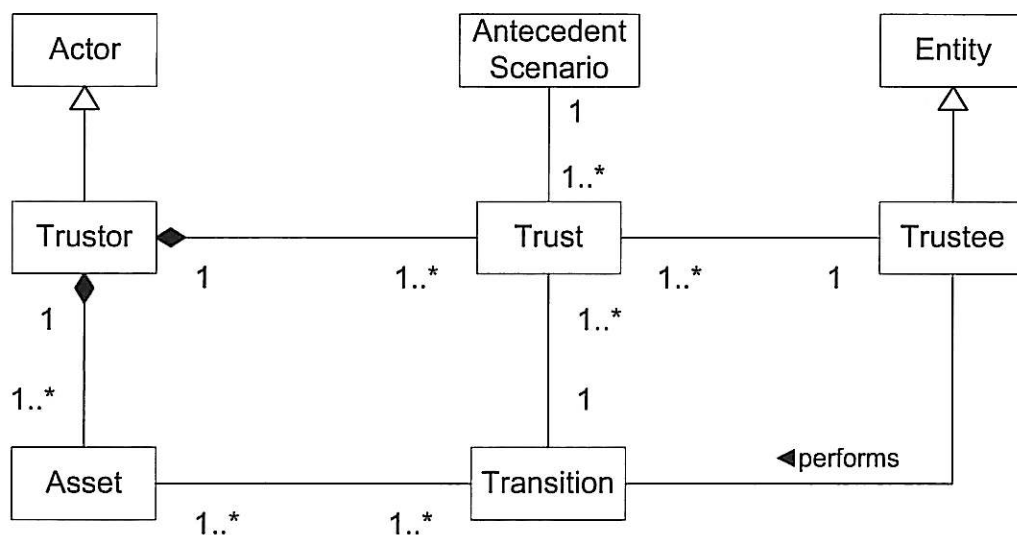 Actor
Antecedent
Scenario
Entity
1
1..*
Trustor
Trust
Trustee
1
1..*
1..*
1
1
1..*
1..*
1
◀performs
Asset
Transition
1..*
1..*